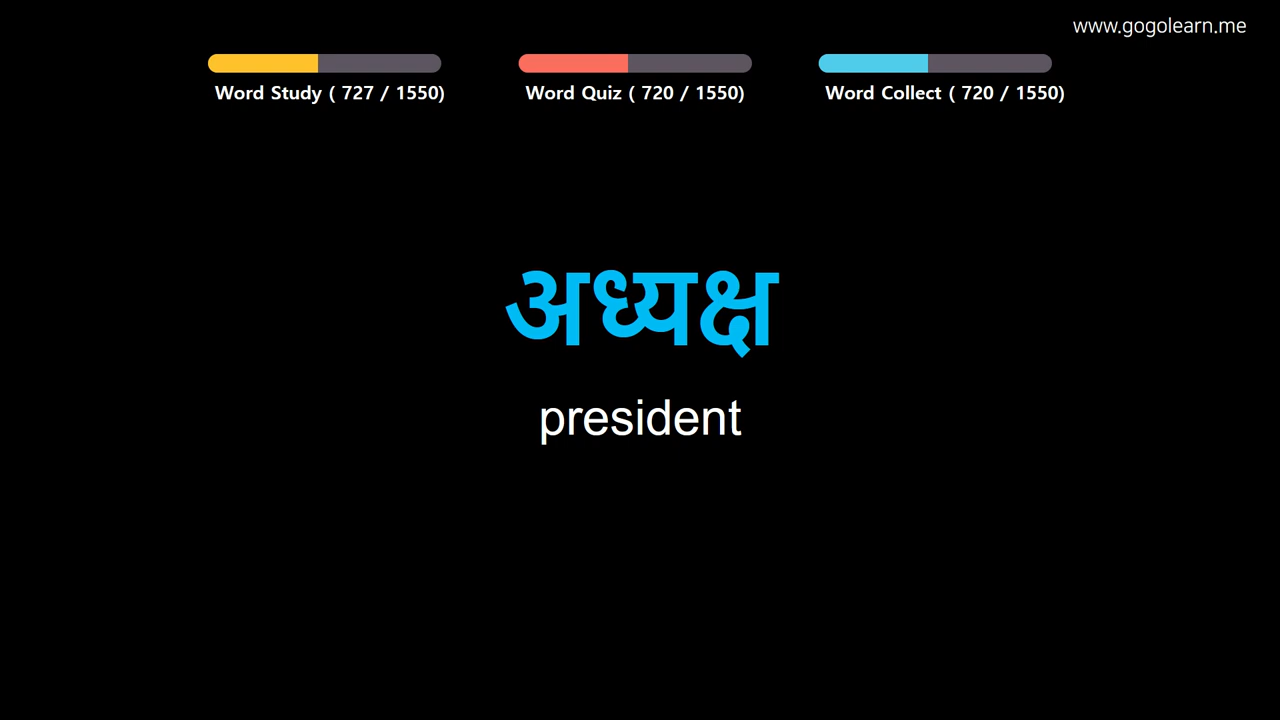 www.gogolearn.me
Word Study ( 727 / 1550)
Word Quiz ( 720 / 1550)
Word Collect ( 720 / 1550)
अध्यक्ष
president